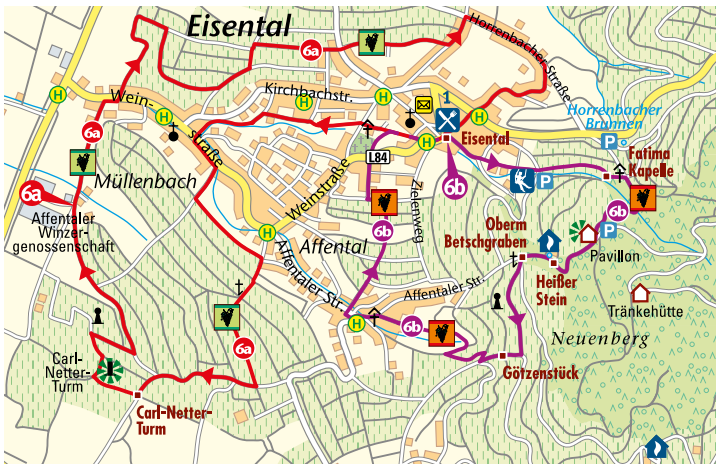 Eisental
6a
Horrenbacher
Straße
H
Kirchbachstr.
H
H
1
H
Horrenbacher
Brunnen
P
Wein-
straße
H
6a
Eisental
H
L84
6b
P
Fatima
Kapelle
Müllenbach
6a
Affentaler
Winzer-
genossenschaft
Weinstraße
Zielenweg
6b
P
Pavillon
H
Affental
6b
Oberm
Betschgraben
Heißer
Stein
Affentaler Str.
Affentaler Str.
Tränkehütte
H
6b
Neuenberg
6a
Götzenstück
Carl-
Netter-
Turm
Carl-Netter-
Turm